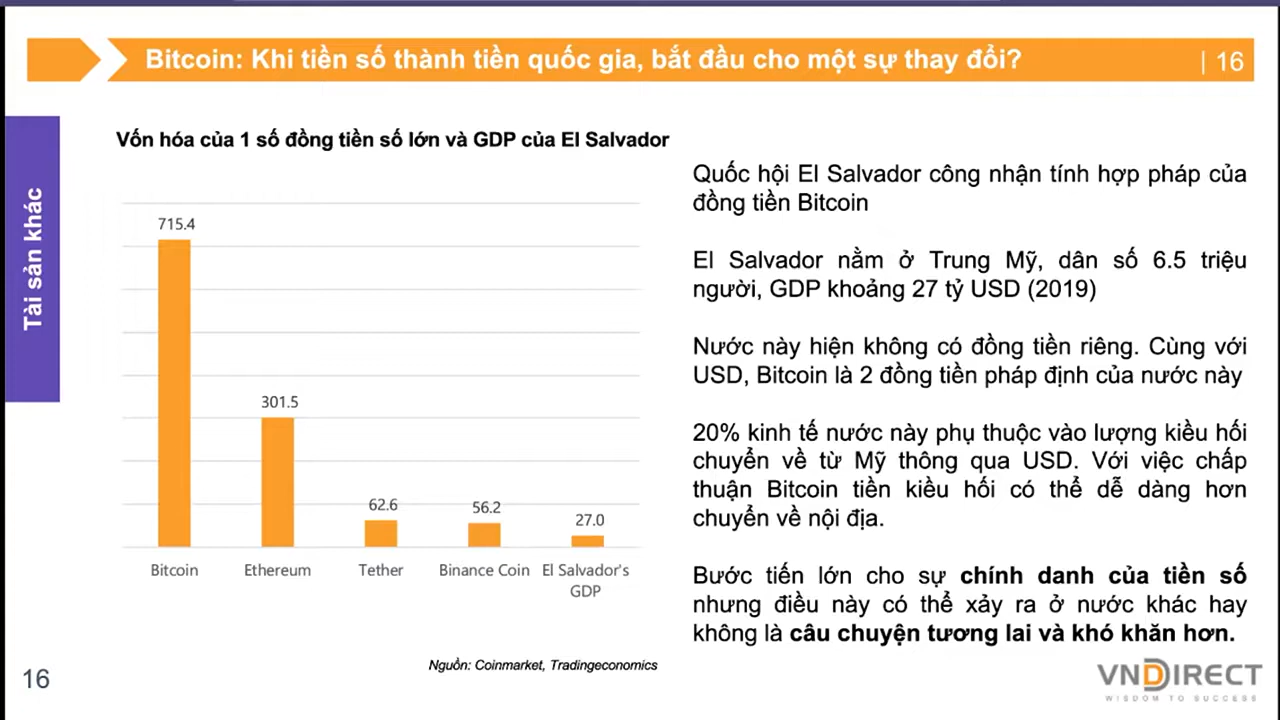 Bitcoin: Khi tiền số thành tiền quốc gia, bắt đầu cho một sự thay đổi?
| 16
Tài sản khác
Vốn hóa của 1 số đồng tiền số lớn và GDP của El Salvador
715.4
301.5
62.6
56.2
27.0
Bitcoin
Ethereum
Tether
Binance Coin
El Salvador's
GDP
Nguồn: Coinmarket, Tradingeconomics
Quốc hội El Salvador công nhận tính hợp pháp của
đồng tiền Bitcoin
El Salvador nằm ở Trung Mỹ, dân số 6.5 triệu
người, GDP khoảng 27 tỷ USD (2019)
Nước này hiện không có đồng tiền riêng. Cùng với
USD, Bitcoin là 2 đồng tiền pháp định của nước này
20% kinh tế nước này phụ thuộc vào lượng kiều hối
chuyển về từ Mỹ thông qua USD. Với việc chấp
thuận Bitcoin tiền kiều hối có thể dễ dàng hơn
chuyển về nội địa.
Bước tiến lớn cho sự chính danh của tiền số
nhưng điều này có thể xảy ra ở nước khác hay
không là câu chuyện tương lai và khó khăn hơn.
16
VNDIRECT
WISDOM TO SUCCESS